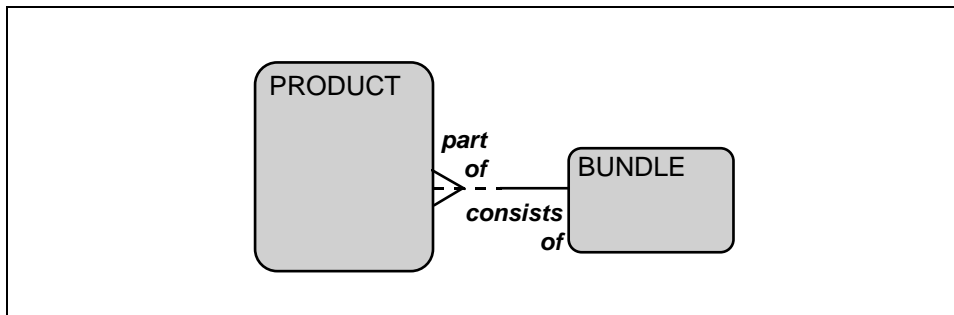 PRODUCT
part
of
BUNDLE
consists
of